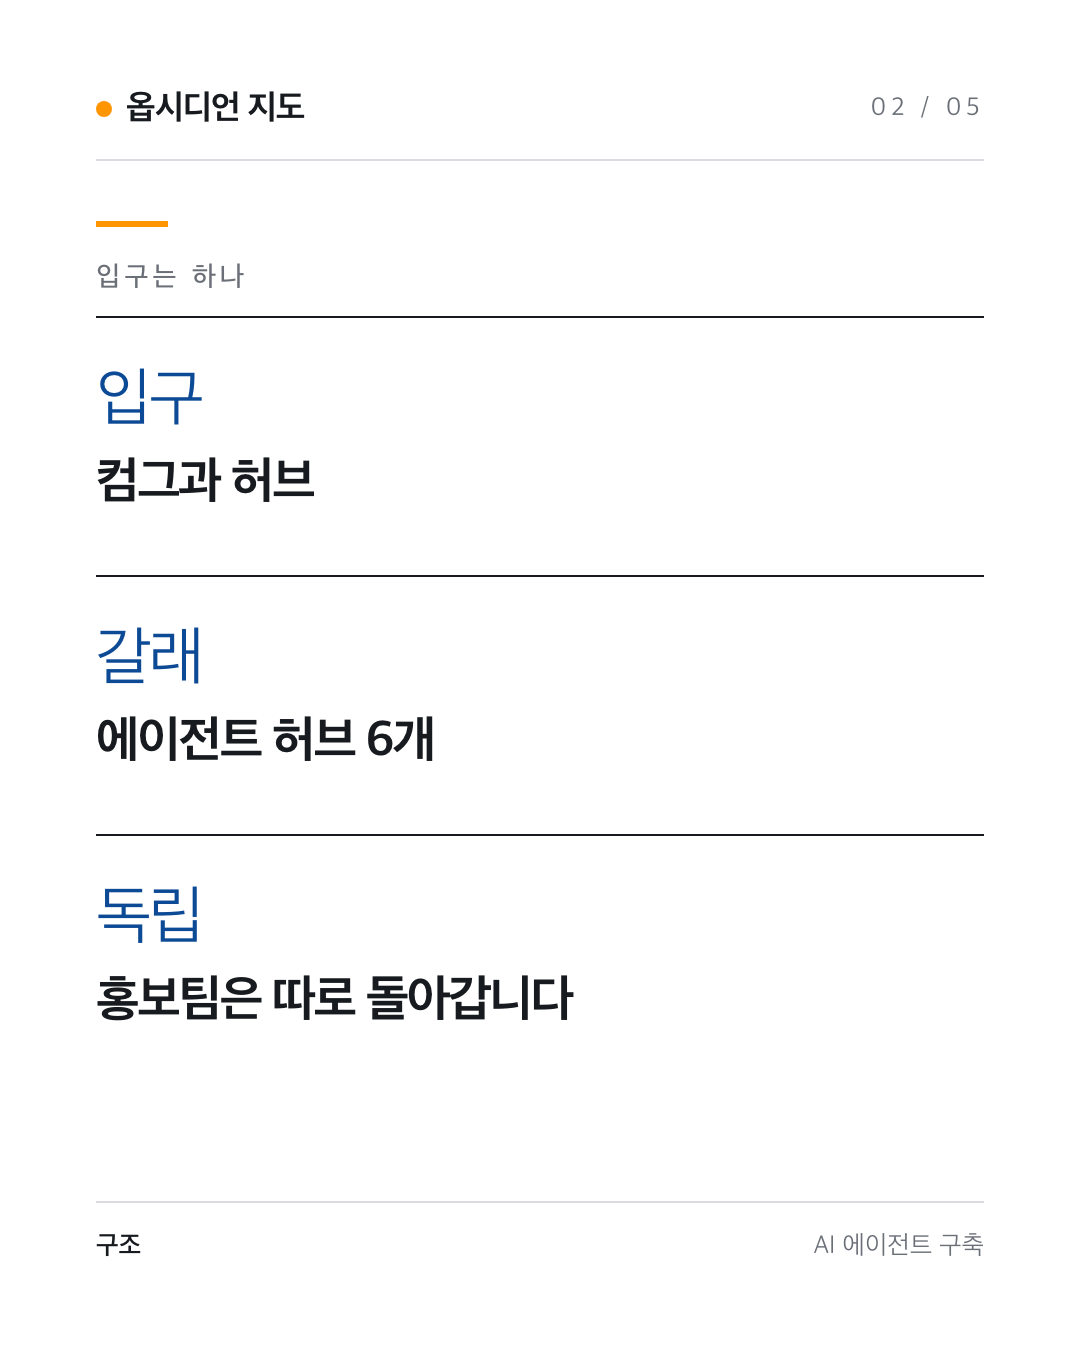 옵시디언 지도
02 / 05
입구는 하나
입구
컴그과 허브
갈래
에이전트 허브 6개
독립
홍보팀은 따로 돌아갑니다
구조
AI 에이전트 구축